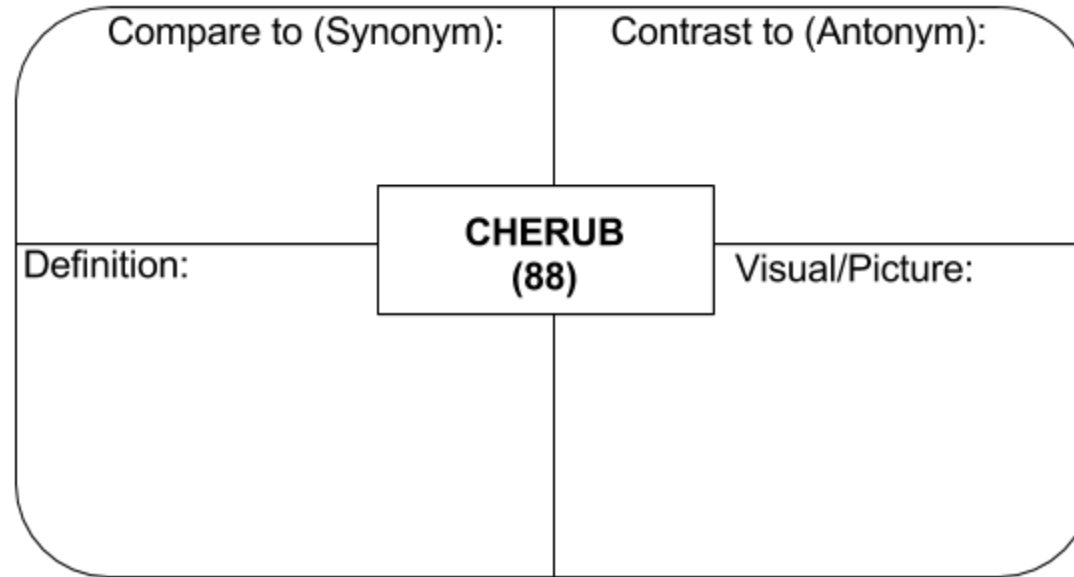 Compare to (Synonym):
Contrast to (Antonym):
CHERUB
(88)
Definition:
Visual/Picture: